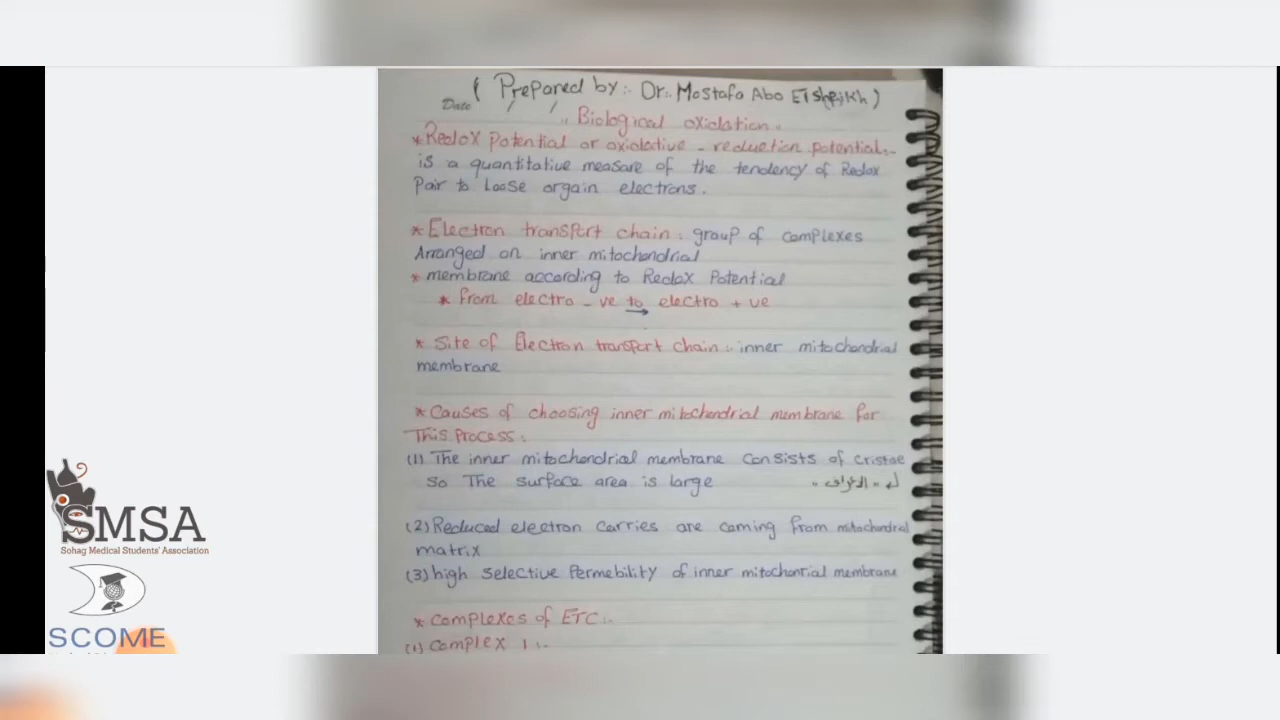 ( Prepared by:- Dr. Mostafa Abo ElSheikh)
Date / /
Biological oxidation.
* Redox potential or oxidative - reduction potential:-
is a quantitative measure of the tendency of Redox
Pair to Loose orgain electrons.
* Electron transport chain: group of complexes
Arranged on inner mitochondrial
* membrane according to Redox Potential
* From electro - ve to electro + ve
* Site of Electron transport chain: inner mitochondrial
membrane
* Causes of choosing inner mitochondrial membrane for
This Process:
(1) The inner mitochondrial membrane consists of cristae
so The surface area is large
(2) Reduced electron carries are coming from mitochondrial
matrix
(3) high selective Permebility of inner mitochontrial membrane
* complexes of ETC:-
(1) complex 1:-
SMSA
Sohag Medical Students' Association
SCOME